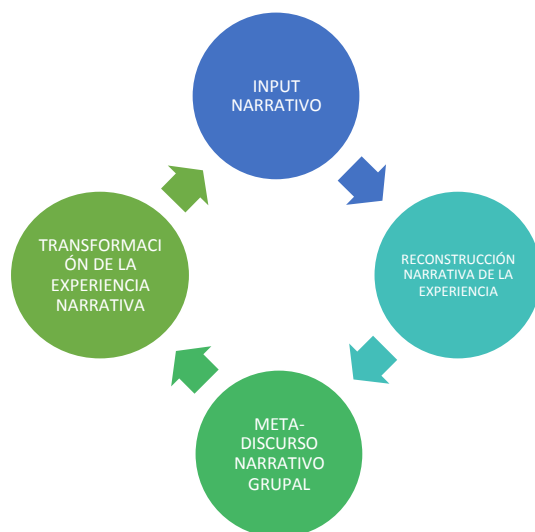 INPUT
NARRATIVO
RECONSTRUCCIÓN
NARRATIVA DE LA
EXPERIENCIA
META-
DISCURSO
NARRATIVO
GRUPAL
TRANSFORMACI
ÓN DE LA
EXPERIENCIA
NARRATIVA